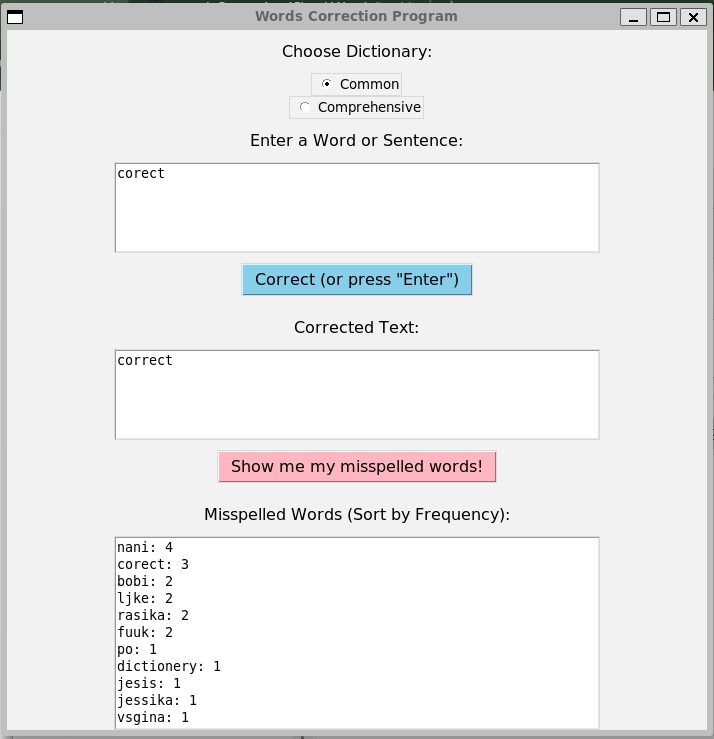 Words Correction Program
Choose Dictionary:
Common
Comprehensive
Enter a Word or Sentence:
corect
Correct (or press "Enter")
Corrected Text:
correct
Show me my misspelled words!
Misspelled Words (Sort by Frequency):
nani: 4
corect: 3
bobi: 2
ljke: 2
rasika: 2
fuuk: 2
po: 1
dictionery: 1
jesis: 1
jessika: 1
vsgina: 1